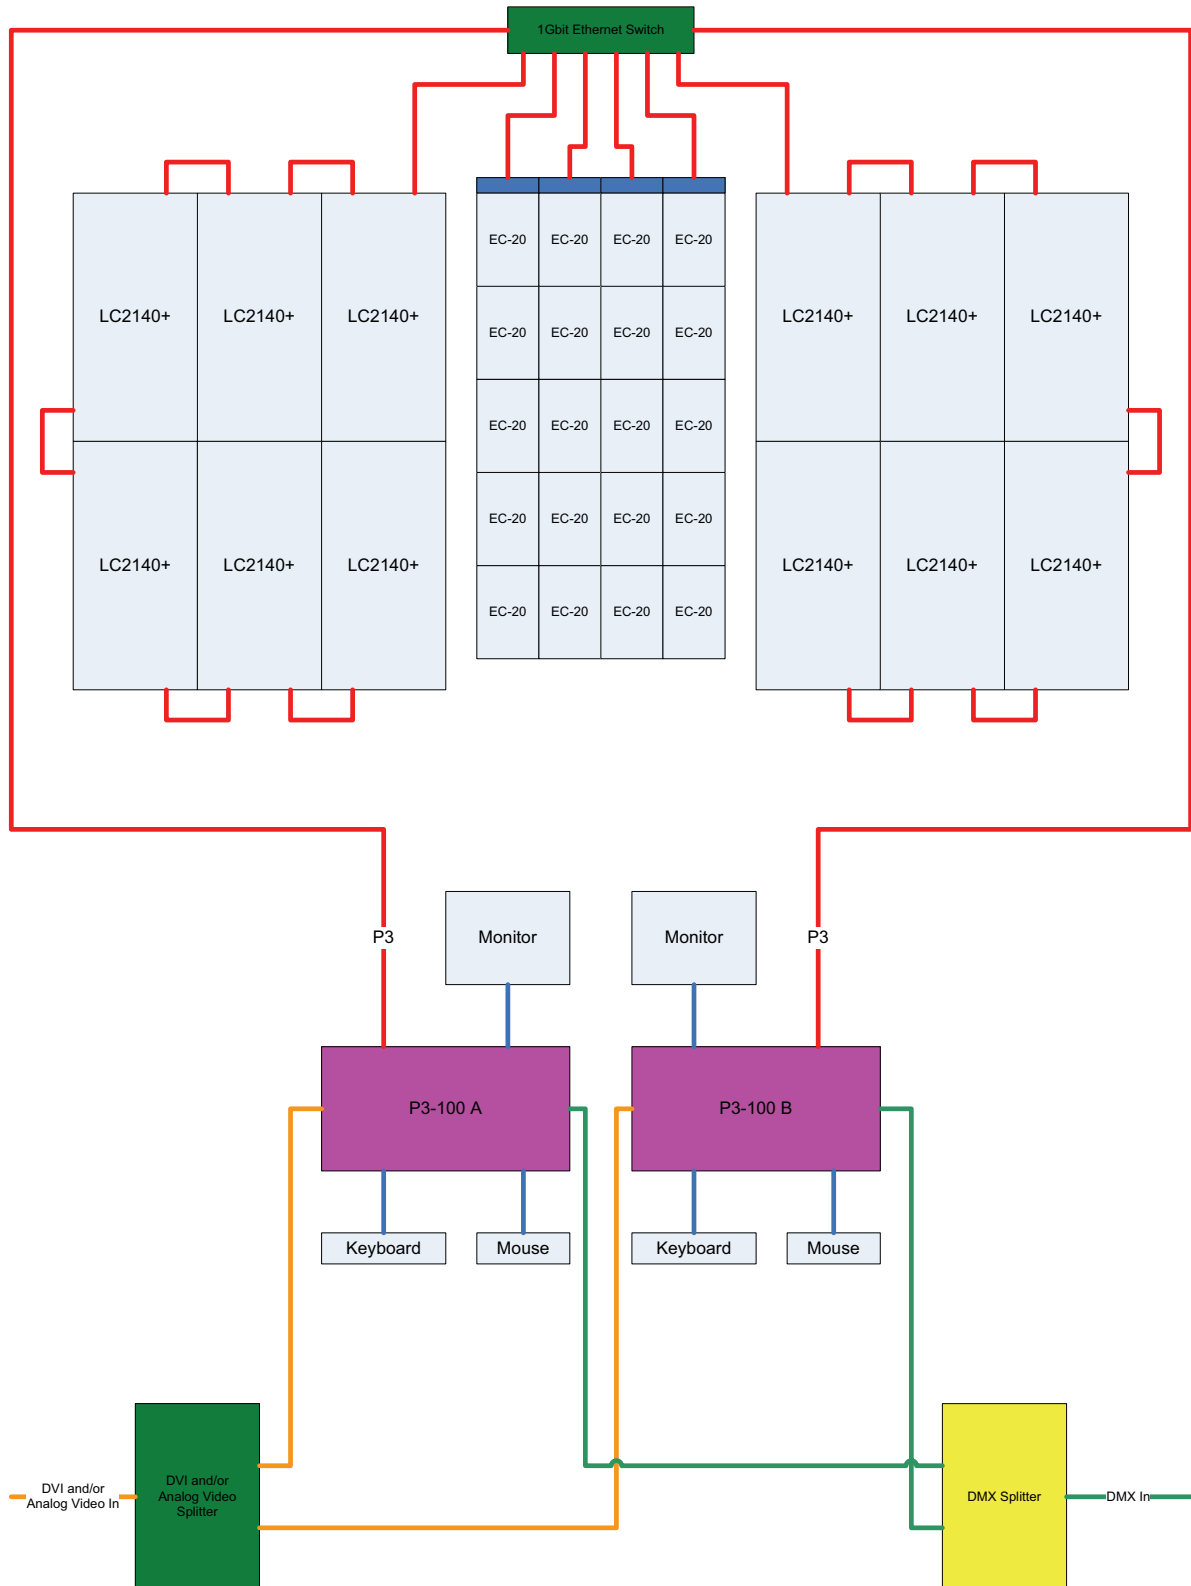 1Gbit Ethernet Switch
EC-20 EC-20 EC-20 EC-20
LC2140+ LC2140+ LC2140+
EC-20 EC-20 EC-20 EC-20
LC2140+ LC2140+ LC2140+
EC-20 EC-20 EC-20 EC-20
EC-20 EC-20 EC-20 EC-20
LC2140+ LC2140+ LC2140+
LC2140+ LC2140+ LC2140+
EC-20 EC-20 EC-20 EC-20
P3
Monitor
Monitor
P3
P3-100 A
P3-100 B
Keyboard
Mouse
Keyboard
Mouse
DVI and/or
Analog Video In
DVI and/or
Analog Video
Splitter
DMX Splitter
DMX In